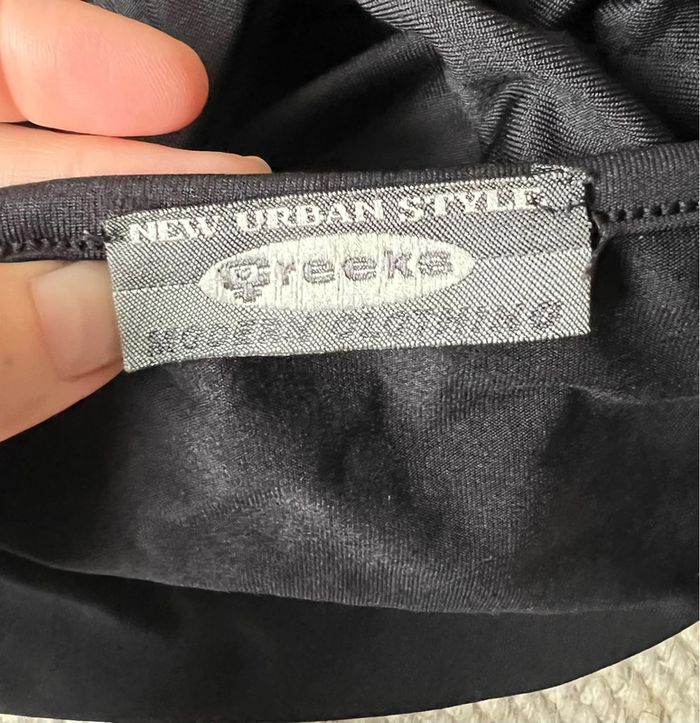 NEW URBAN STYLE
Greeks
MODERN CLOTHING